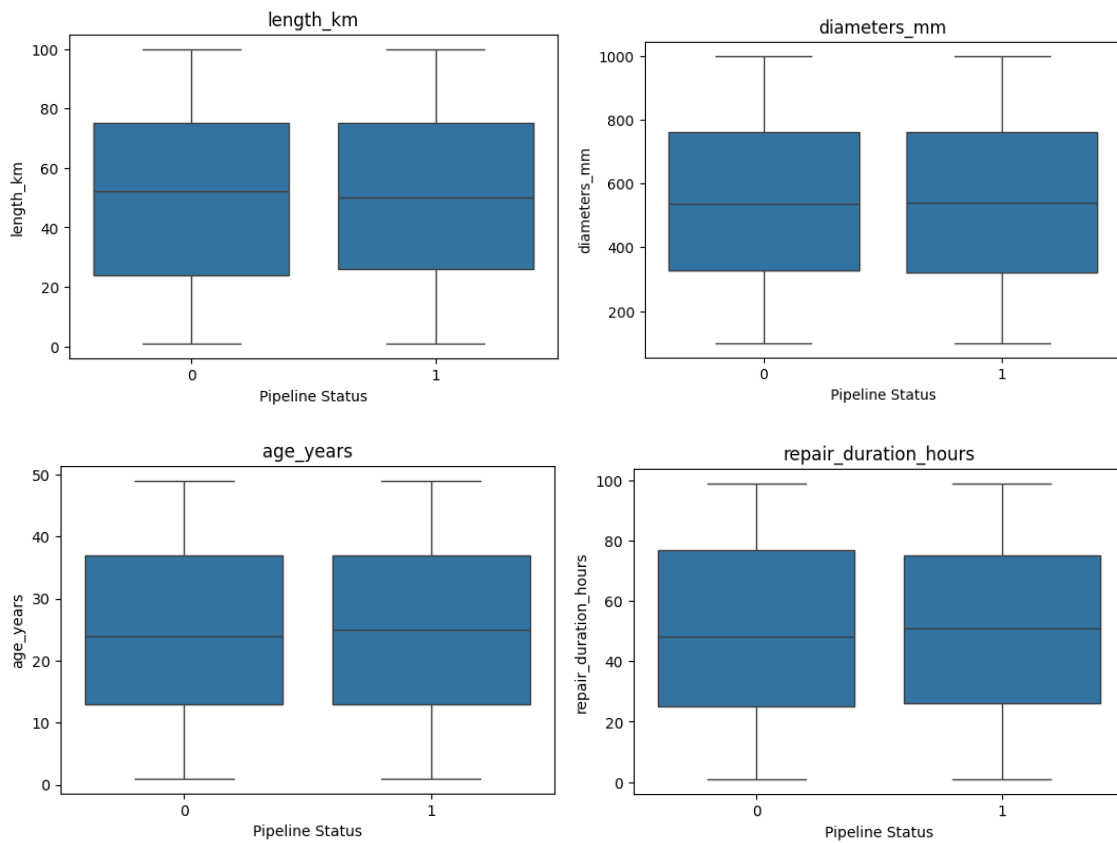 length_km
100
80
60
40
20
0
length_km
0 1
Pipeline Status
diameters_mm
1000
800
600
400
200
diameters_mm
0 1
Pipeline Status
age_years
50
40
30
20
10
0
age_years
0 1
Pipeline Status
repair_duration_hours
100
80
60
40
20
0
repair_duration_hours
0 1
Pipeline Status